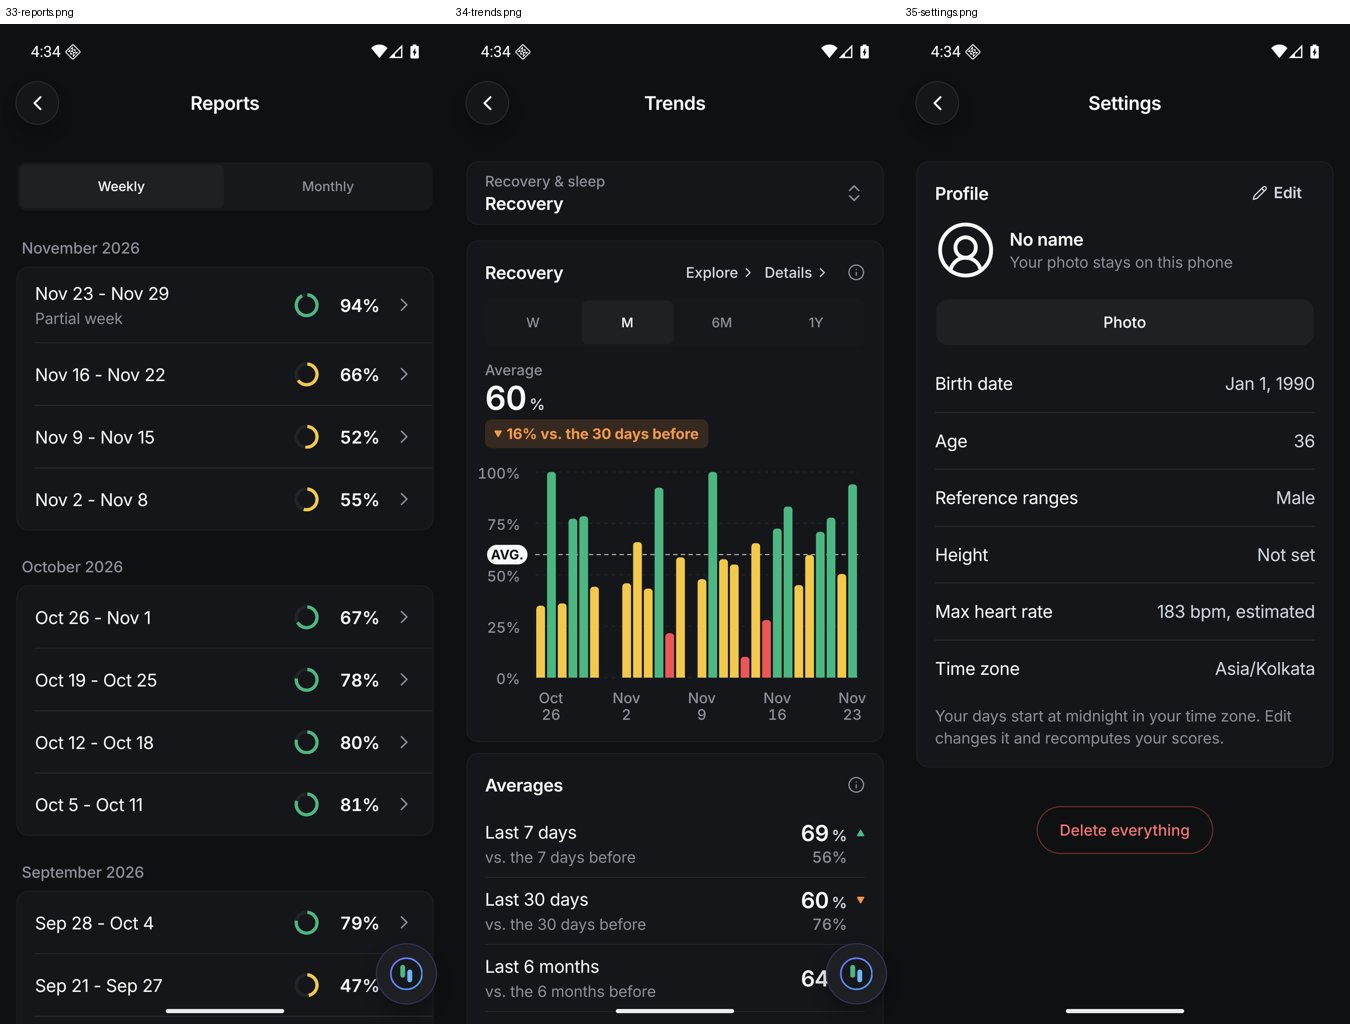 33-reports.png
4:34
Reports
Weekly
Monthly
November 2026
Nov 23 - Nov 29
Partial week
94%
Nov 16 - Nov 22
66%
Nov 9 - Nov 15
52%
Nov 2 - Nov 8
55%
October 2026
Oct 26 - Nov 1
67%
Oct 19 - Oct 25
78%
Oct 12 - Oct 18
80%
Oct 5 - Oct 11
81%
September 2026
Sep 28 - Oct 4
79%
Sep 21 - Sep 27
47%
34-trends.png
4:34
Trends
Recovery & sleep
Recovery
Recovery
Explore
Details
W
M
6M
1Y
Average
60 %
16% vs. the 30 days before
100%
75%
AVG.
50%
25%
0%
Oct 26
Nov 2
Nov 9
Nov 16
Nov 23
Averages
Last 7 days
69 %
vs. the 7 days before
56%
Last 30 days
60 %
vs. the 30 days before
76%
Last 6 months
64
vs. the 6 months before
35-settings.png
4:34
Settings
Profile
Edit
No name
Your photo stays on this phone
Photo
Birth date
Jan 1, 1990
Age
36
Reference ranges
Male
Height
Not set
Max heart rate
183 bpm, estimated
Time zone
Asia/Kolkata
Your days start at midnight in your time zone. Edit
changes it and recomputes your scores.
Delete everything